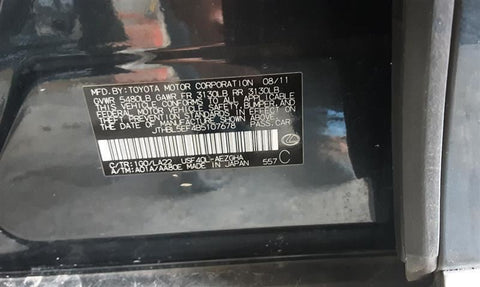 MFD.BY:TOYOTA MOTOR CORPORATION 08/11
GVWR 5480LB GAWR FR 3130LB RR 3130LB
THIS VEHICLE CONFORMS TO ALL APPLICABLE
FEDERAL MOTOR VEHICLE SAFETY, BUMPER, AND
THEFT PREVENTION STANDARDS IN EFFECT ON
THE DATE OF MANUFACTURE SHOWN ABOVE.
JTHBL5EF4B5107678 PASS.CAR
C/TR:1G0/LA22 USF40L-AEZGHA
A/TM:A01A/AA80E MADE IN JAPAN 557 C